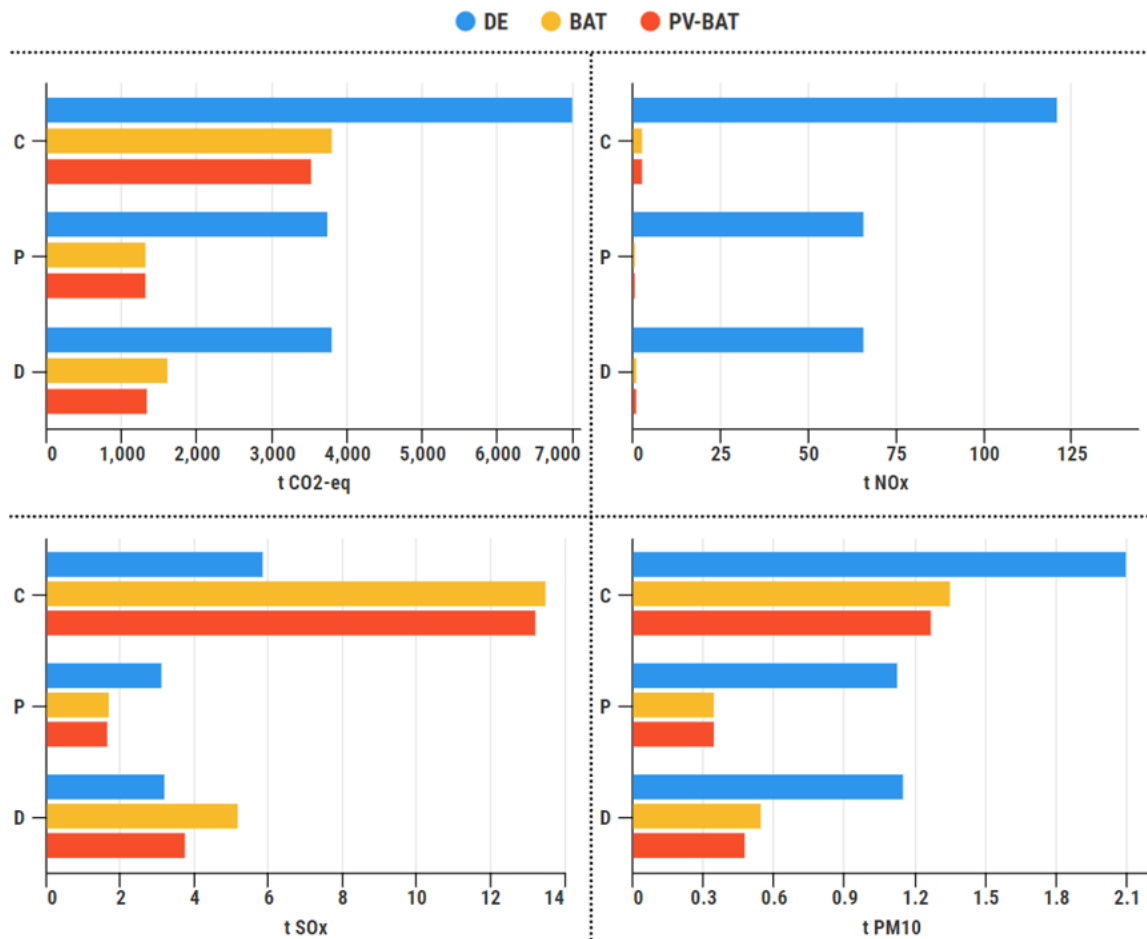 DE BAT PV-BAT
C
P
D
0 1,000 2,000 3,000 4,000 5,000 6,000 7,000
t CO2-eq
C
P
D
0 25 50 75 100 125
t NOx
C
P
D
0 2 4 6 8 10 12 14
t SOx
C
P
D
0 0.3 0.6 0.9 1.2 1.5 1.8 2.1
t PM10